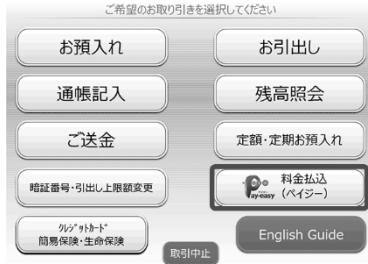 ご希望のお取り引きを選択してください
お預入れ
お引出し
通帳記入
残高照会
ご送金
定額・定期お預入れ
暗証番号・引出し上限額変更
Pay-easy
料金払込
(ペイジー)
クレジットカード
簡易保険・生命保険
取引中止
English Guide